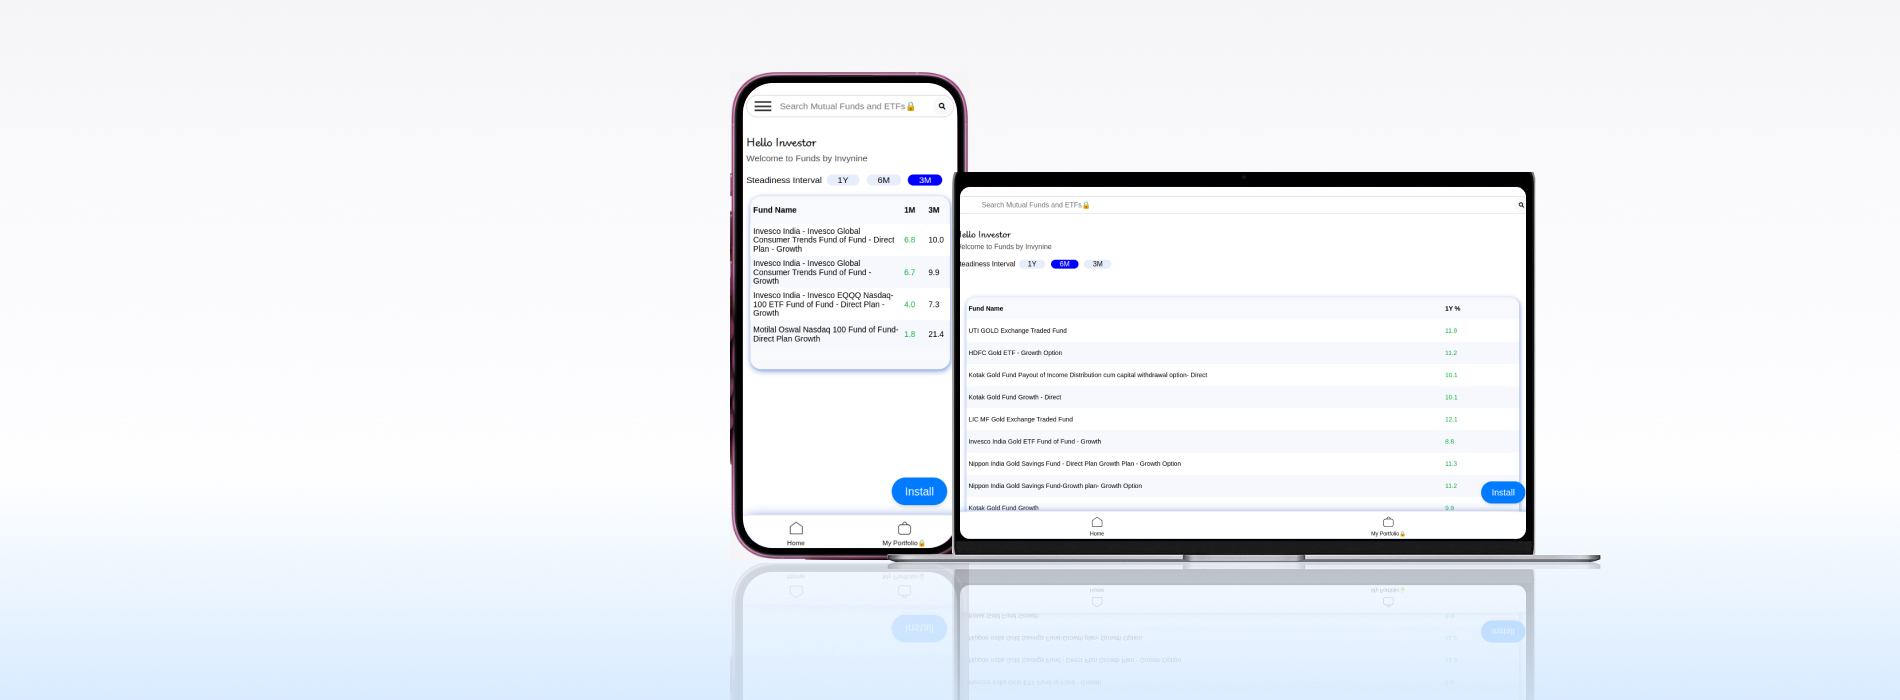 Search Mutual Funds and ETFs🔒
Hello Investor
Welcome to Funds by Invynine
Steadiness Interval 1Y 6M 3M
Fund Name 1M 3M
Invesco India - Invesco Global
Consumer Trends Fund of Fund - Direct 6.8 10.0
Plan - Growth
Invesco India - Invesco Global
Consumer Trends Fund of Fund - 6.7 9.9
Growth
Invesco India - Invesco EQQQ Nasdaq-
100 ETF Fund of Fund - Direct Plan - 4.0 7.3
Growth
Motilal Oswal Nasdaq 100 Fund of Fund-
Direct Plan Growth 1.8 21.4
Install
Home My Portfolio🔒
Search Mutual Funds and ETFs🔒
Hello Investor
Welcome to Funds by Invynine
Steadiness Interval 1Y 6M 3M
Fund Name 1Y %
UTI GOLD Exchange Traded Fund
HDFC Gold ETF - Growth Option 11.2
Kotak Gold Fund Payout of Income Distribution cum capital withdrawal option- Direct 10.1
Kotak Gold Fund Growth - Direct 10.1
LIC MF Gold Exchange Traded Fund 12.1
Invesco India Gold ETF Fund of Fund - Growth
Nippon India Gold Savings Fund - Direct Plan Growth Plan - Growth Option 11.3
Nippon India Gold Savings Fund-Growth plan- Growth Option 11.2
Kotak Gold Fund Growth 9.9
Install
Home My Portfolio🔒